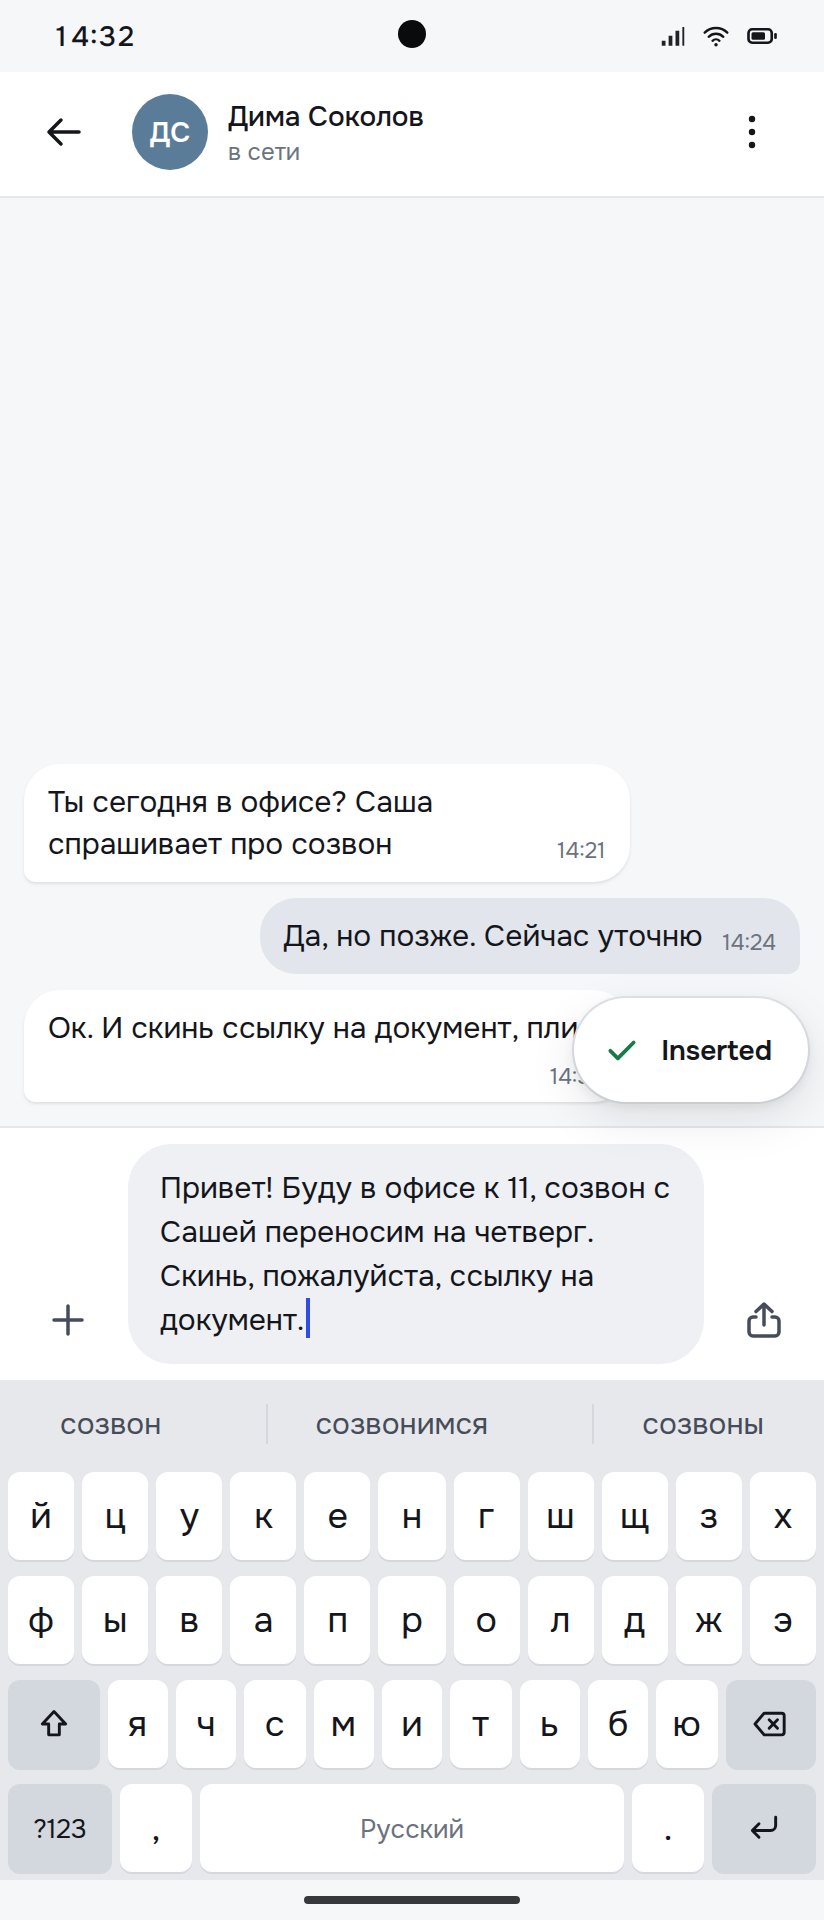 14:32
ДС
Дима Соколов
в сети
Ты сегодня в офисе? Саша
спрашивает про созвон
14:21
Да, но позже. Сейчас уточню
14:24
Ок. И скинь ссылку на документ,
Inserted
Привет! Буду в офисе к 11, созвон с
Сашей переносим на четверг.
Скинь, пожалуйста, ссылку на
документ.
созвон созвонимся созвоны
й ц у к е н г ш щ з х
ф ы в а п р о л д ж э
я ч с м и т ь б ю
?123 , Русский .